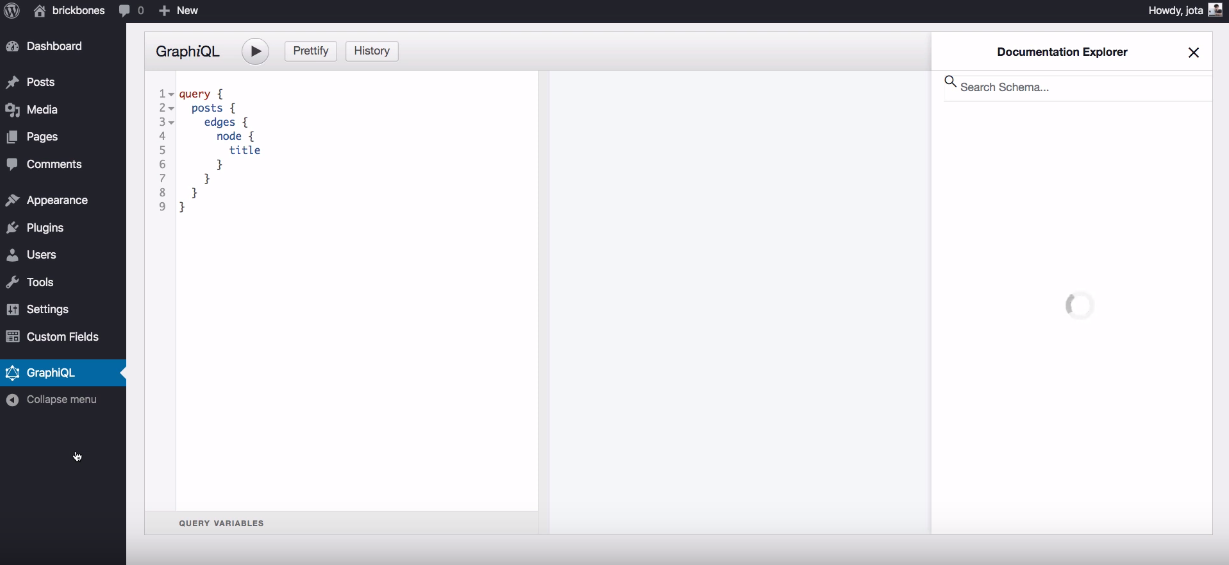 brickbones
0
New
Howdy, jota
Dashboard
Posts
Media
Pages
Comments
Appearance
Plugins
Users
Tools
Settings
Custom Fields
GraphiQL
Collapse menu
GraphiQL
Prettify
History
1 query {
2 posts {
3 edges {
4 node {
5 title
6 }
7 }
8 }
9 }
QUERY VARIABLES
Documentation Explorer
Search Schema...